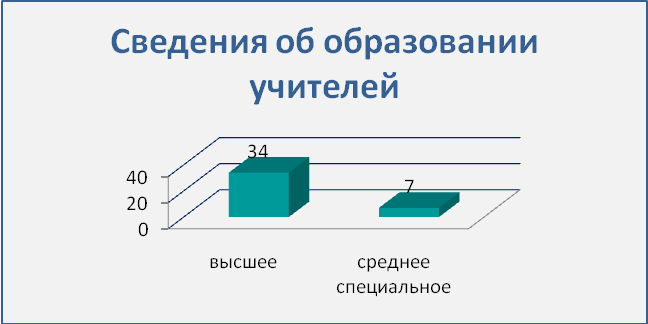 Сведения об образовании
учителей
34
7
40
20
0
высшее
среднее
специальное